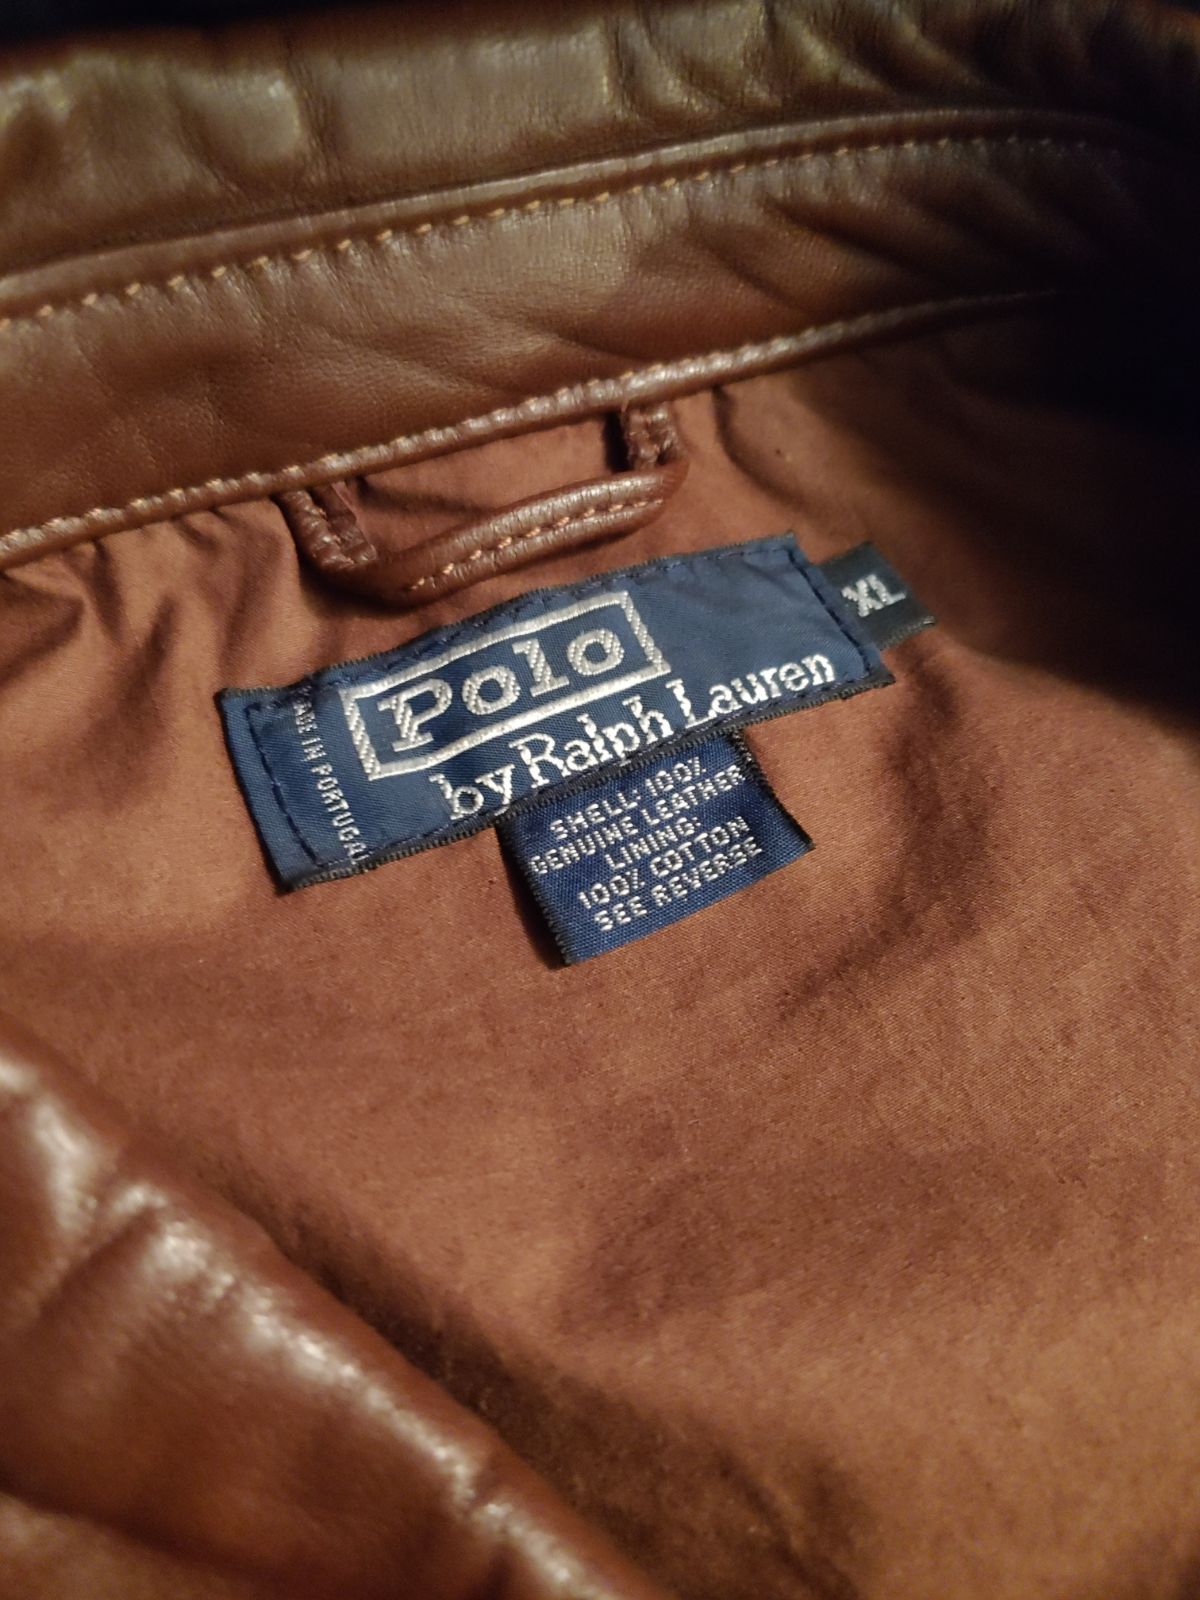 Polo
by Ralph Lauren
XL
MADE IN PORTUGAL
SHELL: 100%
GENUINE LEATHER
LINING:
100% COTTON
SEE REVERSE